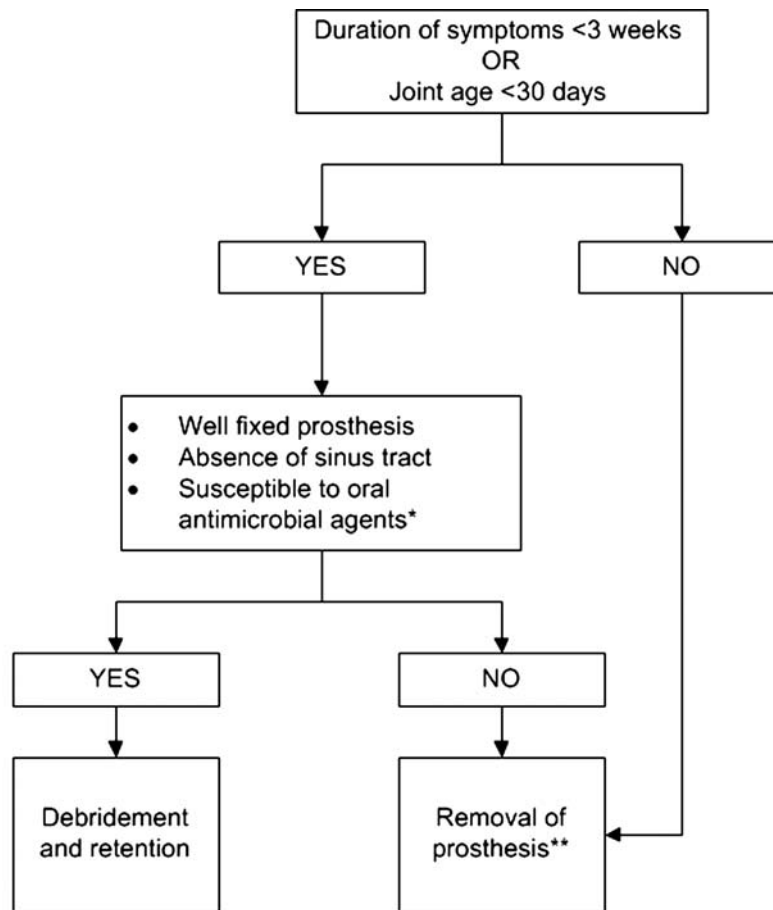 Duration of symptoms <3 weeks
OR
Joint age <30 days
YES
NO
• Well fixed prosthesis
• Absence of sinus tract
• Susceptible to oral
antimicrobial agents*
YES
NO
Debridement
and retention
Removal of
prosthesis**